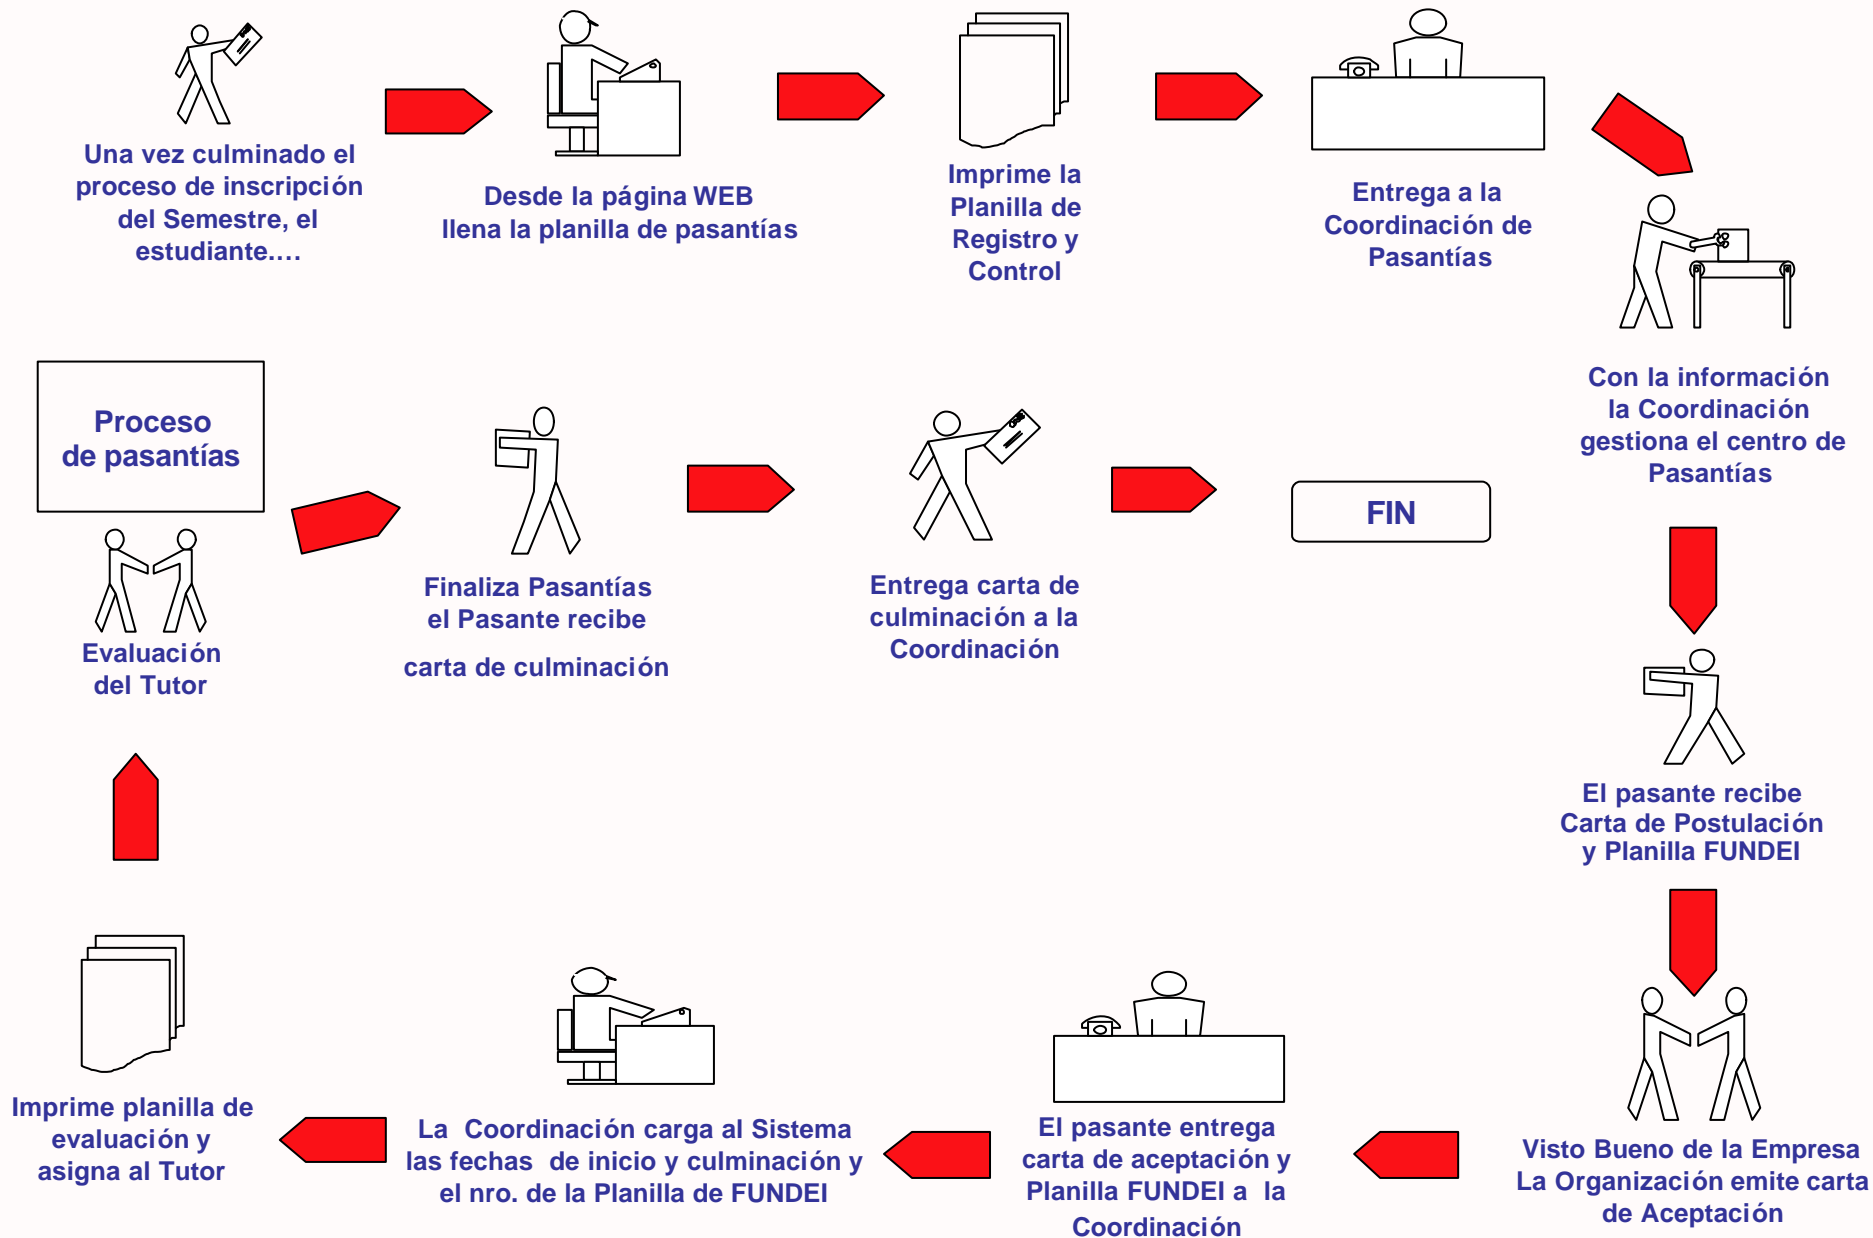 Una vez culminado el
proceso de inscripción
del Semestre, el
estudiante.…
Desde la página WEB
llena la planilla de pasantías
Imprime la
Planilla de
Registro y
Control
Entrega a la
Coordinación de
Pasantías
Con la información
la Coordinación
gestiona el centro de
Pasantías
El pasante recibe
Carta de Postulación
y Planilla FUNDEI
Visto Bueno de la Empresa
La Organización emite carta
de Aceptación
El pasante entrega
carta de aceptación y
Planilla FUNDEI a la
Coordinación
La Coordinación carga al Sistema
las fechas de inicio y culminación y
el nro. de la Planilla de FUNDEI
Imprime planilla de
evaluación y
asigna al Tutor
Proceso
de pasantías
Evaluación
del Tutor
Finaliza Pasantías
el Pasante recibe
carta de culminación
Entrega carta de
culminación a la
Coordinación
FIN